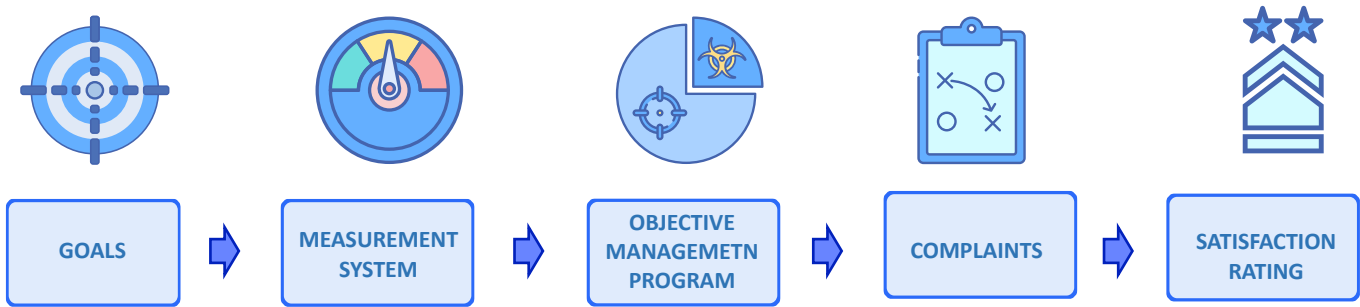 GOALS
MEASUREMENT
SYSTEM
OBJECTIVE
MANAGEMETN
PROGRAM
COMPLAINTS
SATISFACTION
RATING